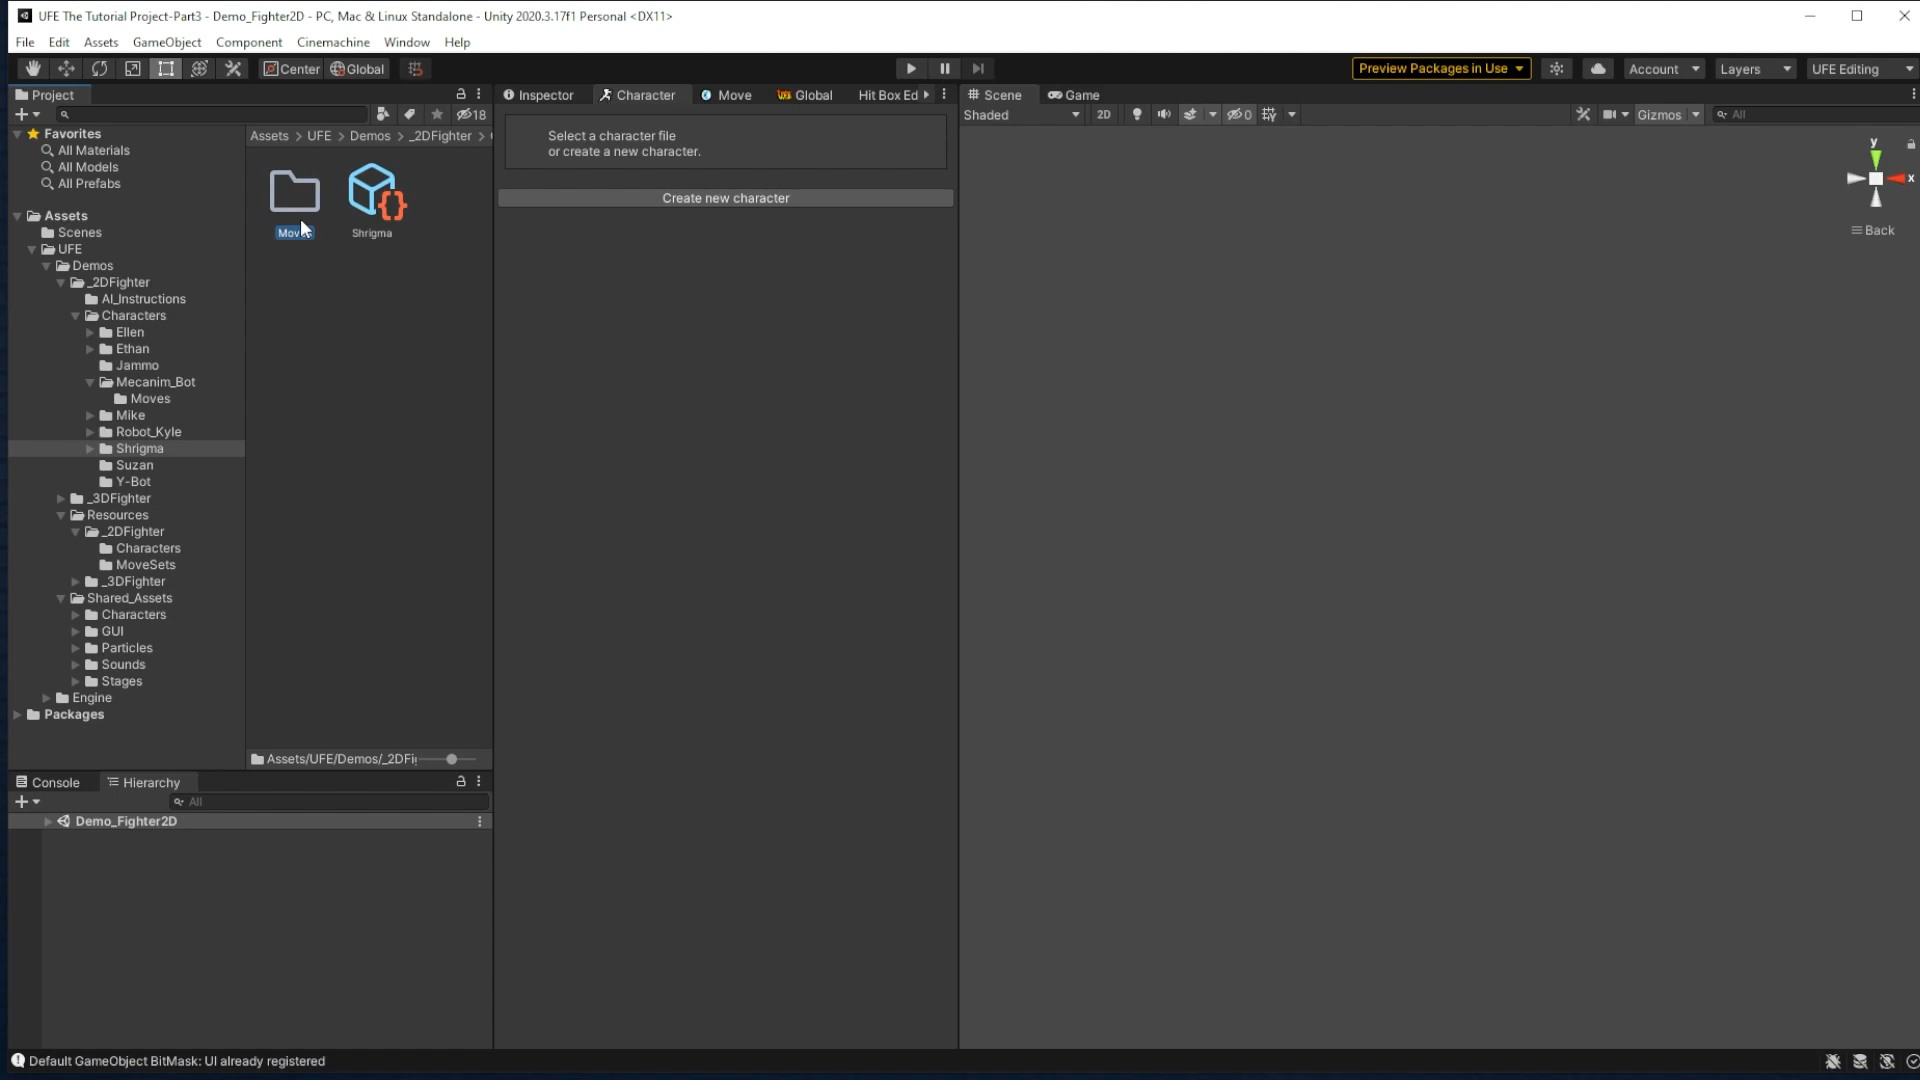 UFE The Tutorial Project-Part3 - Demo_Fighter2D - PC, Mac & Linux Standalone - Unity 2020.3.17f1 Personal <DX11>
File Edit Assets GameObject Component Cinemachine Window Help
Center Global Preview Packages in Use Account Layers UFE Editing
Project
18
Favorites
All Materials
All Models
All Prefabs
Assets
Scenes
UFE
Demos
_2DFighter
AI_Instructions
Characters
Ellen
Ethan
Jammo
Mecanim_Bot
Moves
Mike
Robot_Kyle
Shrigma
Suzan
Y-Bot
_3DFighter
Resources
_2DFighter
Characters
MoveSets
_3DFighter
Shared_Assets
Characters
GUI
Particles
Sounds
Stages
Engine
Packages
Assets > UFE > Demos > _2DFighter >
Shrigma
Assets/UFE/Demos/_2DFi
Inspector Character Move Global Hit Box Ed
Select a character file
or create a new character.
Create new character
Scene Game
Shaded 2D 0 Gizmos All
y
x
Back
Console Hierarchy
All
Demo_Fighter2D
Default GameObject BitMask: UI already registered